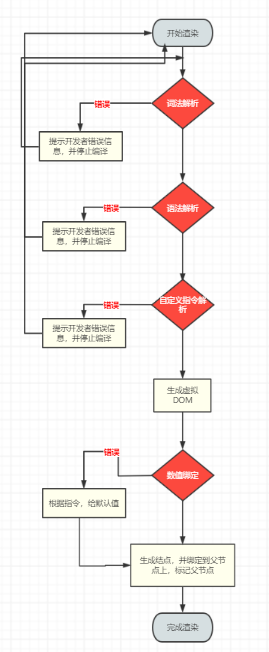 开始渲染
词法解析
错误
提示开发者错误信
息，并停止编译
语法解析
错误
提示开发者错误信
息，并停止编译
自定义指令解
析
错误
提示开发者错误信
息，并停止编译
生成虚拟
DOM
错误
数值绑定
根据指令，给默认值
生成结点，并绑定到父节
点上，标记父节点
完成渲染